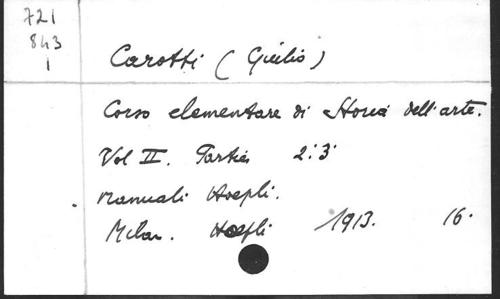 721
843
1
Carotti (Giulio)
Corso elementare di Storia dell'arte.
Vol II. Parties 2: 3:
Manuali Hoepli.
Milan. Hoepli 1913. 16.